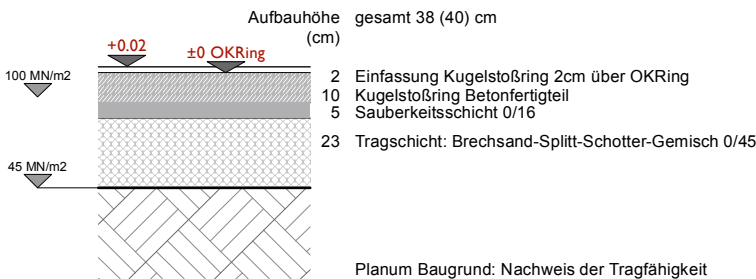 Aufbauhöhe gesamt 38 (40) cm
(cm)
+0.02
±0 OKRing
100 MN/m2
2 Einfassung Kugelstoßring 2cm über OKRing
10 Kugelstoßring Betonfertigteil
5 Sauberkeitsschicht 0/16
23 Tragschicht: Brechsand-Splitt-Schotter-Gemisch 0/45
45 MN/m2
Planum Baugrund: Nachweis der Tragfähigkeit